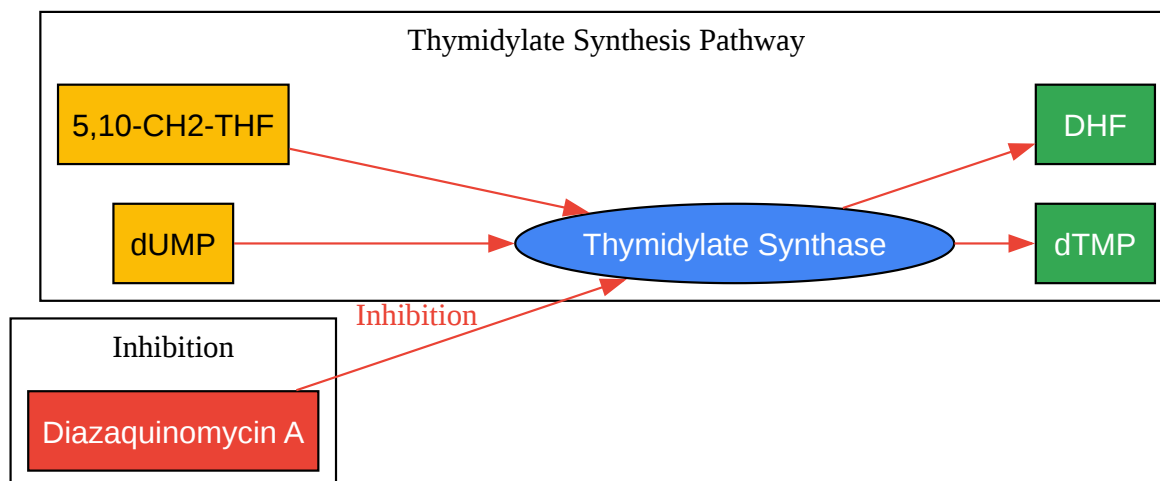 Thymidylate Synthesis Pathway
5,10-CH2-THF
DHF
dUMP
Thymidylate Synthase
dTMP
Inhibition
Inhibition
Diazaquinomycin A